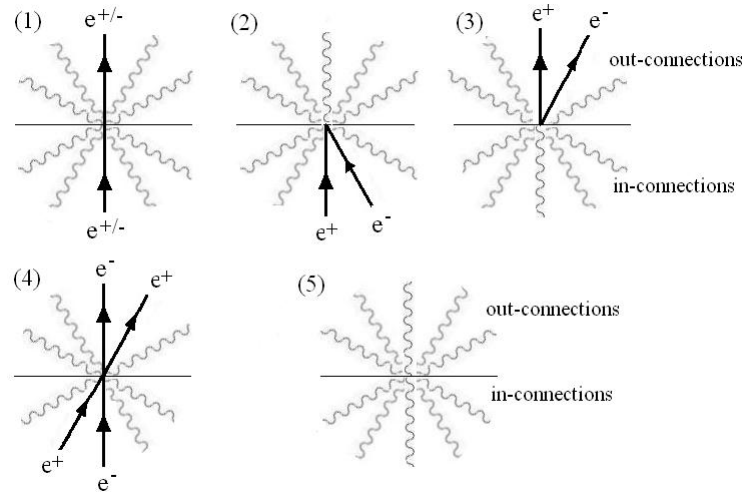 (1)
e+/-
e+/-
(2)
e+
e-
(3)
e+
e-
out-connections
in-connections
(4)
e-
e+
e+
e-
(5)
out-connections
in-connections